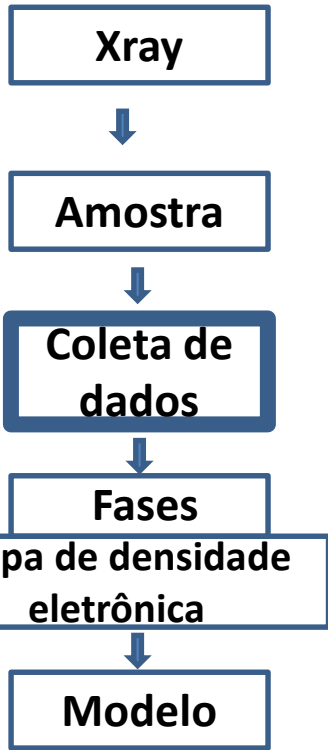 Xray
Amostra
Coleta de
dados
Fases
pa de densidade
eletrônica
Modelo